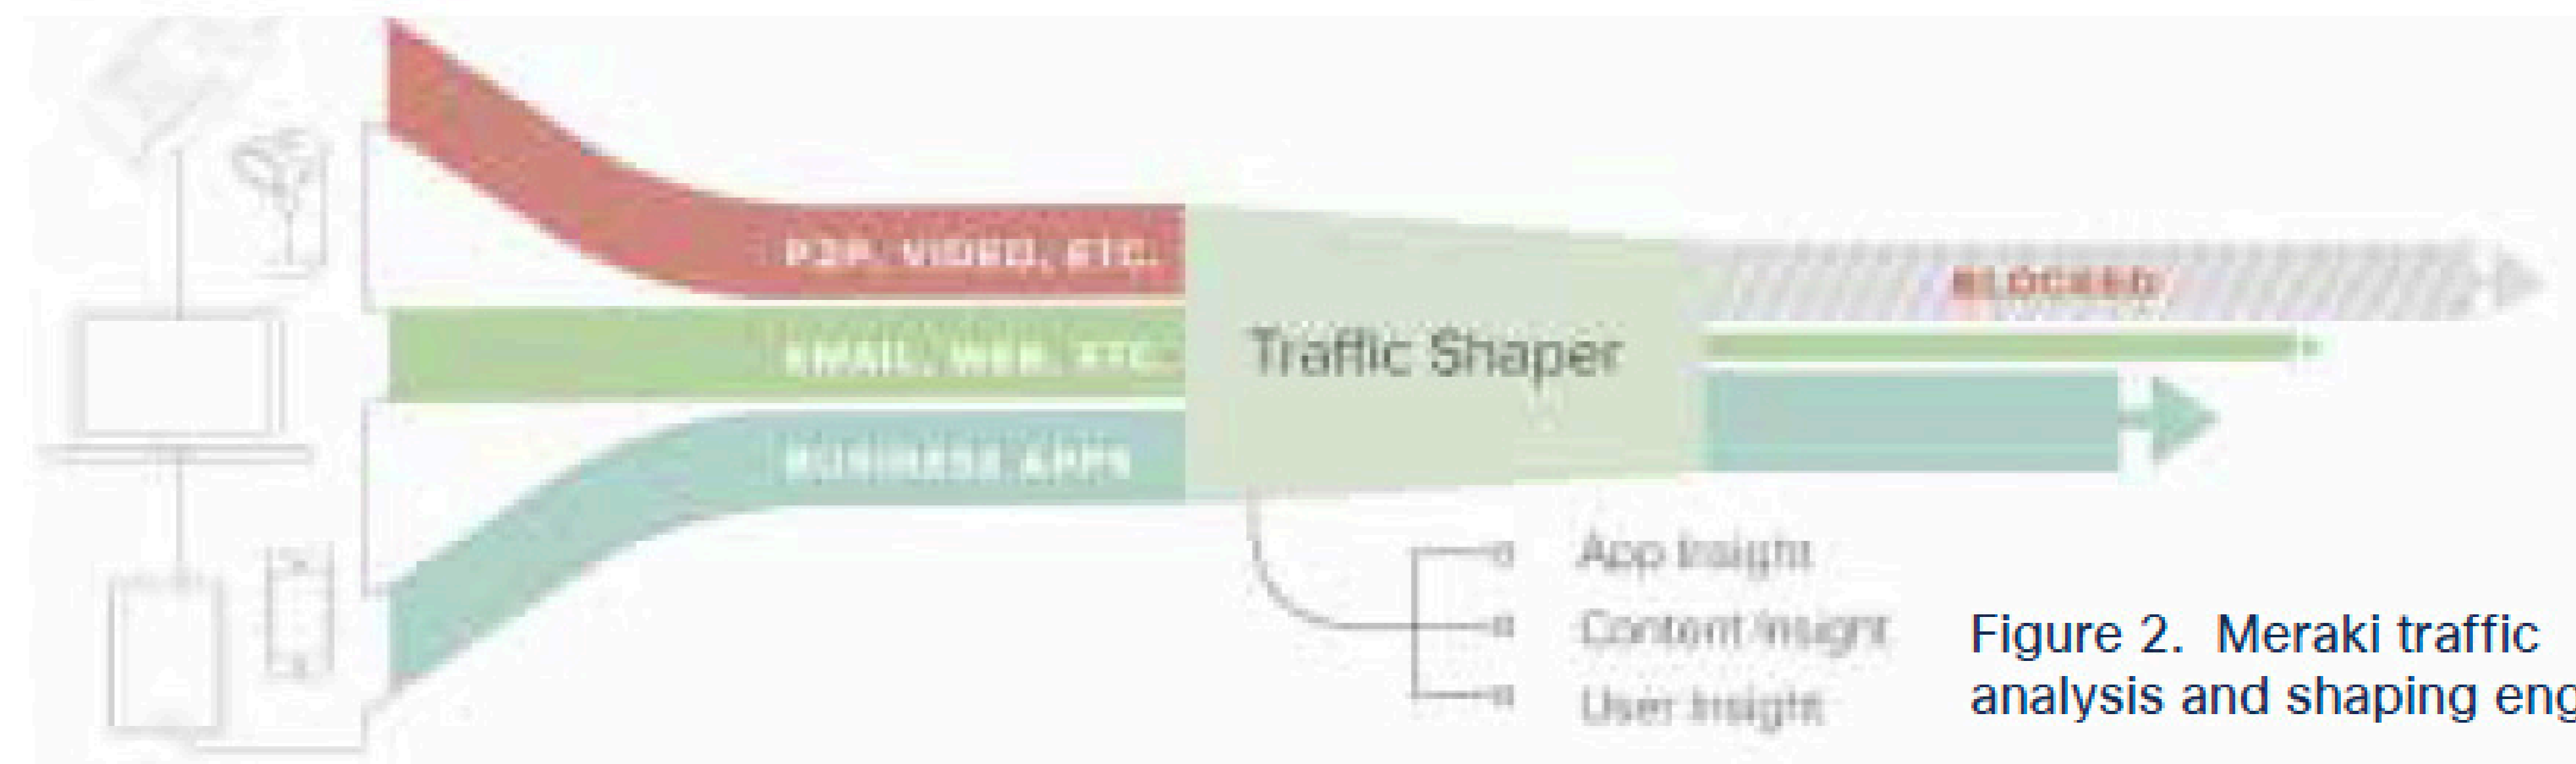 P2P, VIDEO, ETC.
EMAIL, WEB, ETC.
BUSINESS APPS
Traffic Shaper
BLOCKED
App Insight
Content Insight
User Insight
Figure 2. Meraki traffic
analysis and shaping eng